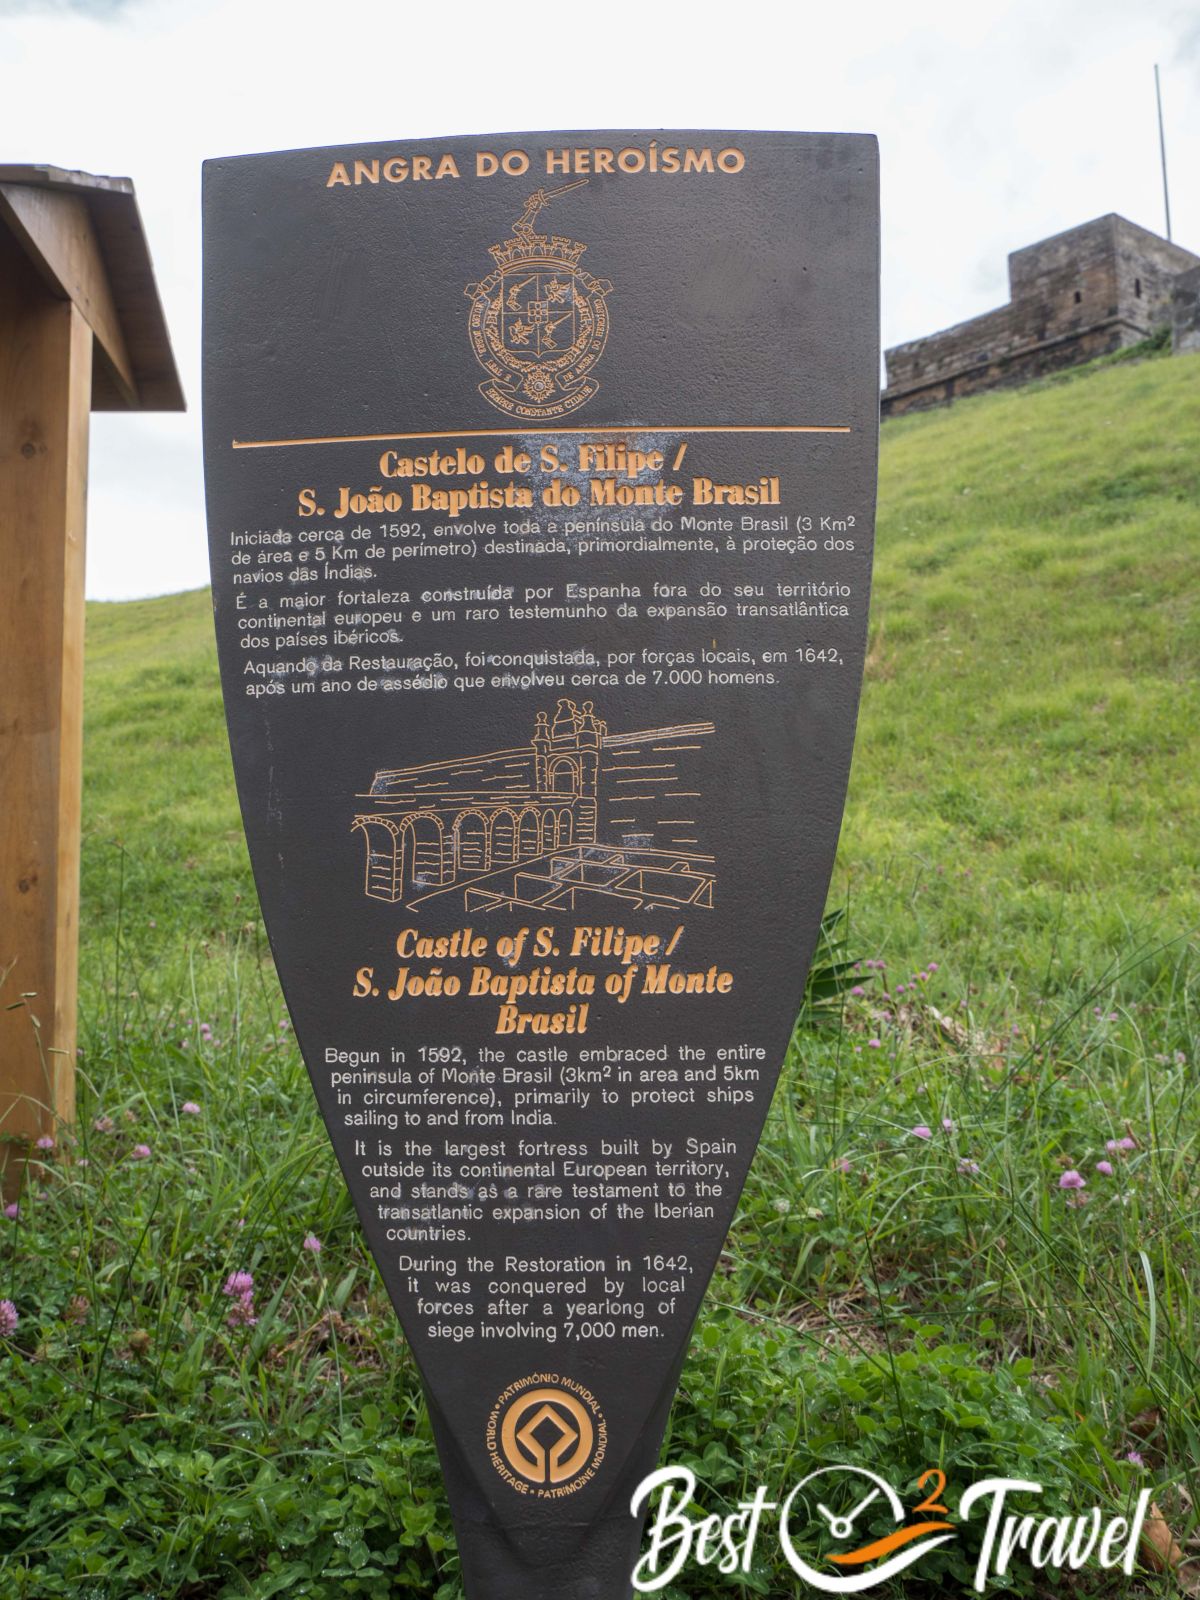 ANGRA DO HEROÍSMO
Castelo de S. Filipe /
S. João Baptista do Monte Brasil
Iniciada cerca de 1592, envolve toda a península do Monte Brasil (3 Km²
de área e 5 Km de perímetro) destinada, primordialmente, à proteção dos
navios das Índias.
É a maior fortaleza construída por Espanha fora do seu território
continental europeu e um raro testemunho da expansão transatlântica
dos países ibéricos.
Aquando da Restauração, foi conquistada, por forças locais, em 1642,
após um ano de assédio que envolveu cerca de 7.000 homens.
Castle of S. Filipe /
S. João Baptista of Monte
Brasil
Begun in 1592, the castle embraced the entire
peninsula of Monte Brasil (3km² in area and 5km
in circumference), primarily to protect ships
sailing to and from India.
It is the largest fortress built by Spain
outside its continental European territory,
and stands as a rare testament to the
transatlantic expansion of the Iberian
countries.
During the Restoration in 1642,
it was conquered by local
forces after a yearlong of
siege involving 7,000 men.
PATRIMÓNIO MUNDIAL • WORLD HERITAGE • PATRIMOINE MONDIAL
Best 2 Travel